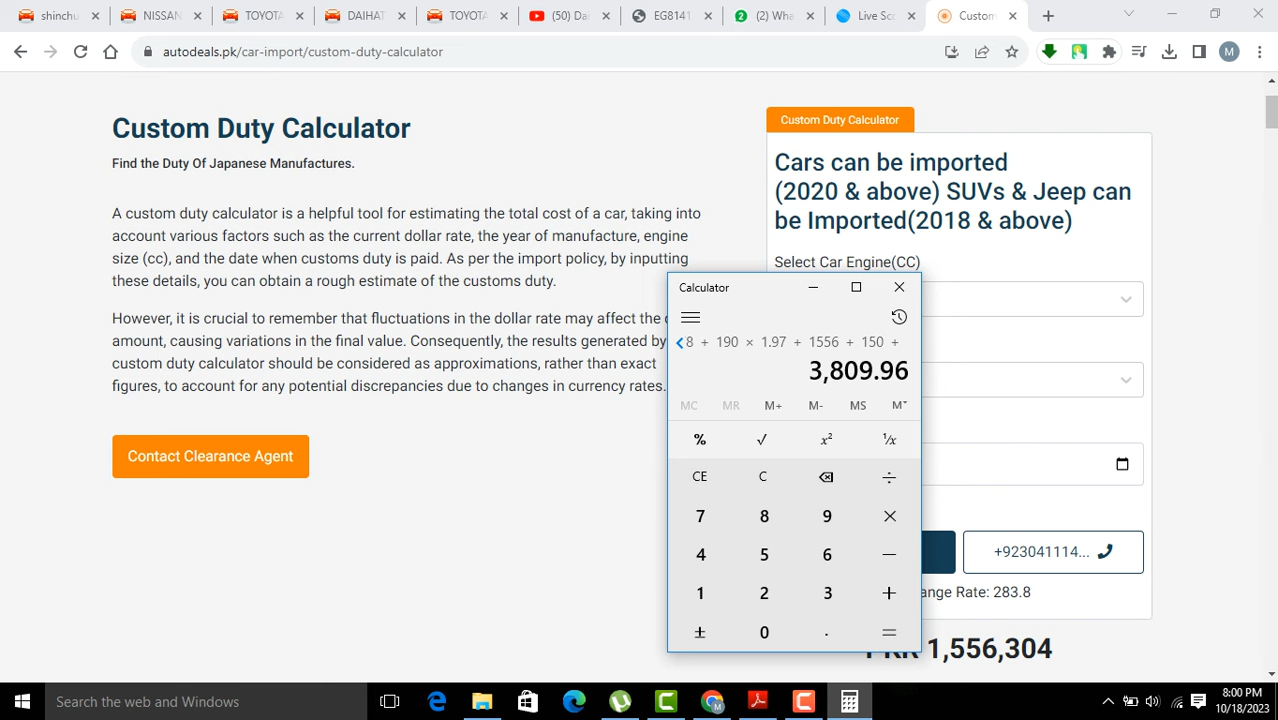 shinchu
NISSAN
TOYOTA
DAIHAT
TOYOTA
(50) Dai
EG8141
(2) Wha
Live Sco
Custom
autodeals.pk/car-import/custom-duty-calculator
M
Custom Duty Calculator
Find the Duty Of Japanese Manufactures.
A custom duty calculator is a helpful tool for estimating the total cost of a car, taking into
account various factors such as the current dollar rate, the year of manufacture, engine
size (cc), and the date when customs duty is paid. As per the import policy, by inputting
these details, you can obtain a rough estimate of the customs duty.
However, it is crucial to remember that fluctuations in the dollar rate may affect the
amount, causing variations in the final value. Consequently, the results generated by
custom duty calculator should be considered as approximations, rather than exact
figures, to account for any potential discrepancies due to changes in currency rates.
Contact Clearance Agent
Custom Duty Calculator
Cars can be imported
(2020 & above) SUVs & Jeep can
be Imported(2018 & above)
Select Car Engine(CC)
+923041114...
ange Rate: 283.8
PKR 1,556,304
Calculator
8 + 190 × 1.97 + 1556 + 150 +
3,809.96
MC MR M+ M- MS M˅
% √ x² ¹/x
CE C ⌫ ÷
7 8 9 ×
4 5 6 −
1 2 3 +
± 0 . =
Search the web and Windows
M
8:00 PM
10/18/2023